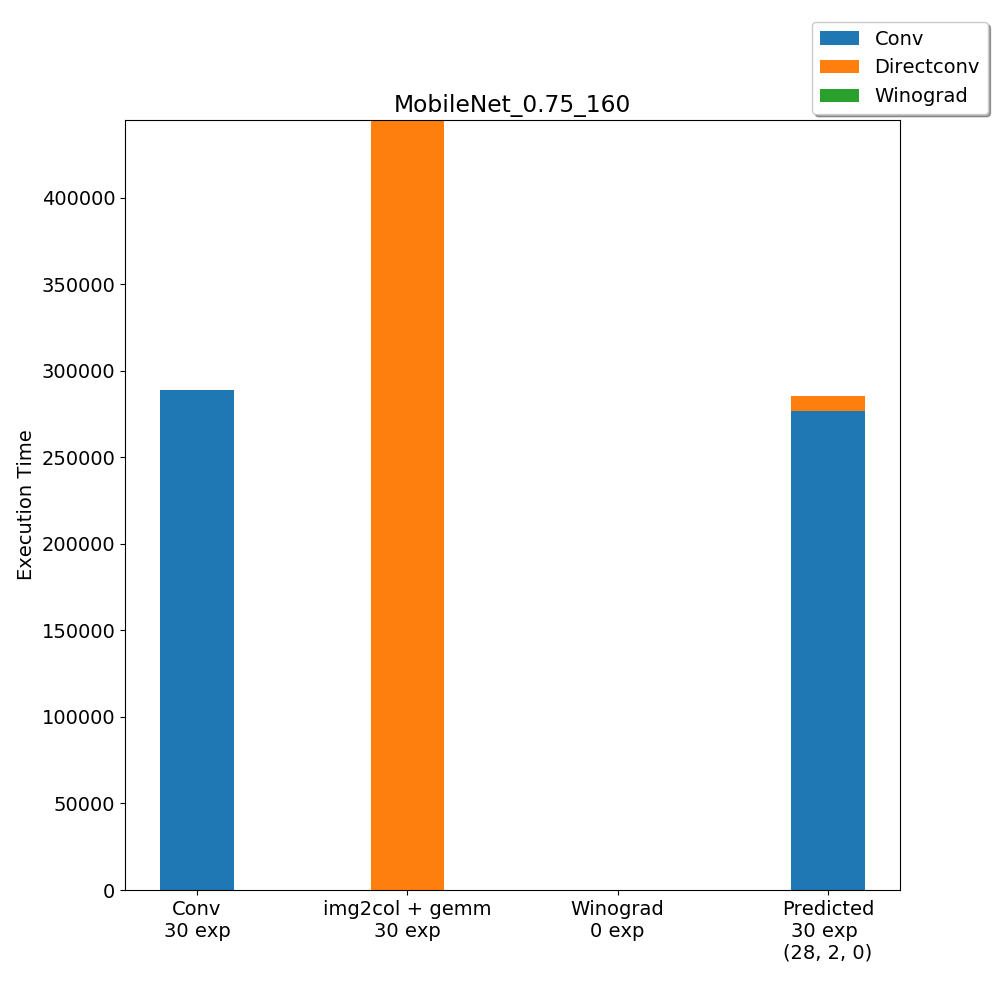 Conv
Directconv
Winograd
MobileNet_0.75_160
Execution Time
400000
350000
300000
250000
200000
150000
100000
50000
0
Conv
30 exp
img2col + gemm
30 exp
Winograd
0 exp
Predicted
30 exp
(28, 2, 0)